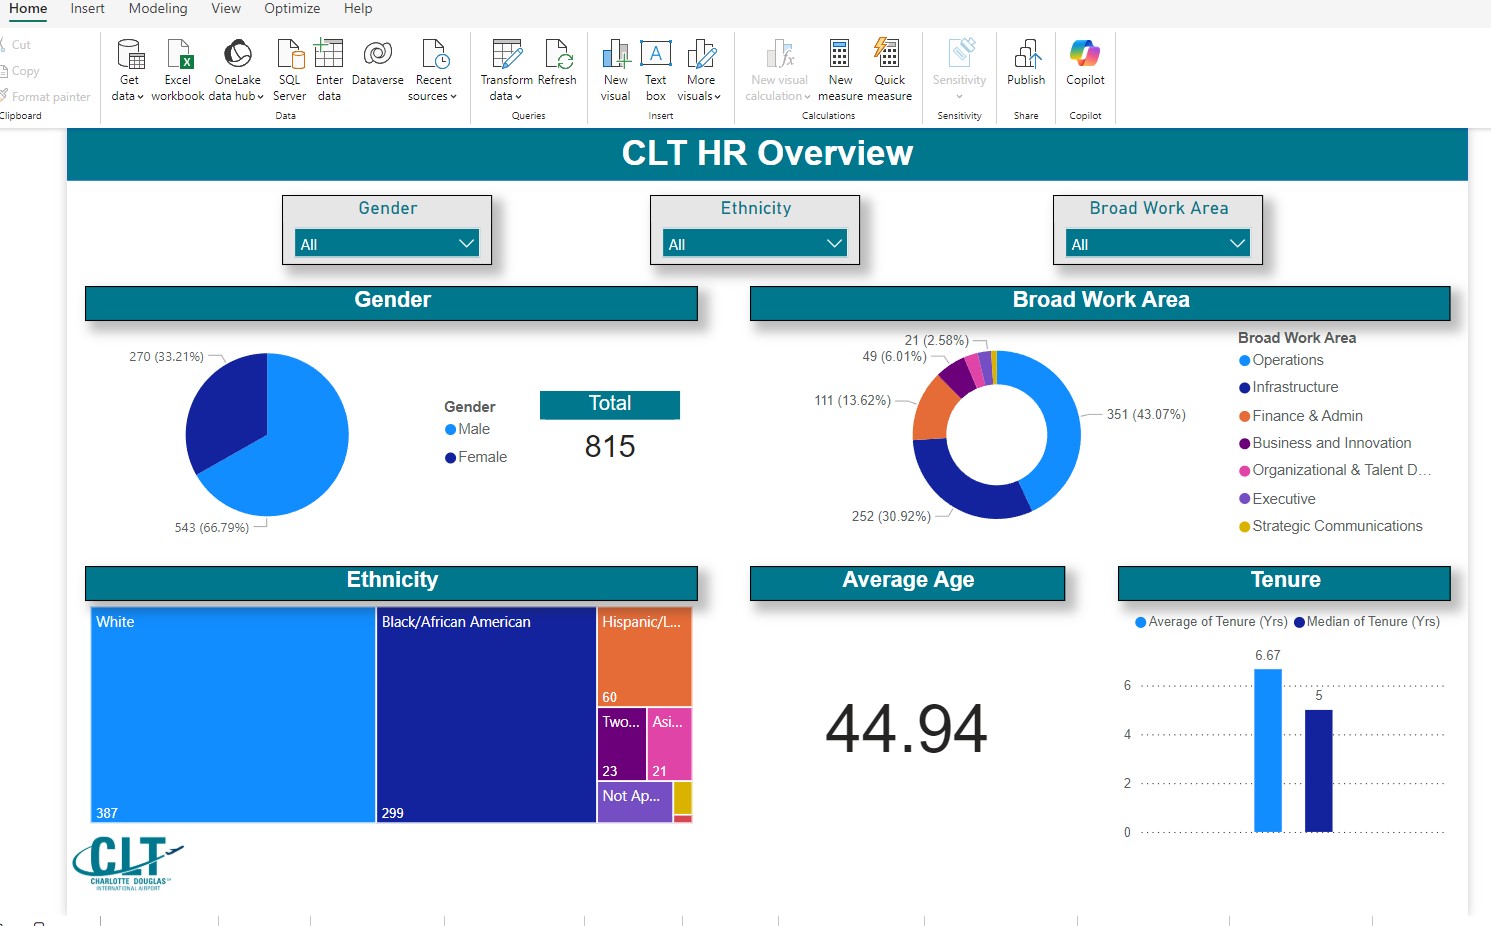 Home Insert Modeling View Optimize Help
Cut
Copy
Format painter
Clipboard
Get data
Excel workbook
OneLake data hub
SQL Server
Enter data
Dataverse
Recent sources
Data
Transform data
Refresh
Queries
New visual
Text box
A
More visuals
Insert
New visual calculation
New measure
Quick measure
Calculations
Sensitivity
Sensitivity
Publish
Share
Copilot
Copilot
CLT HR Overview
Gender
All
Ethnicity
All
Broad Work Area
All
Gender
270 (33.21%)
543 (66.79%)
Gender
Male
Female
Total
815
Broad Work Area
21 (2.58%)
49 (6.01%)
111 (13.62%)
351 (43.07%)
252 (30.92%)
Broad Work Area
Operations
Infrastructure
Finance & Admin
Business and Innovation
Organizational & Talent D...
Executive
Strategic Communications
Ethnicity
White
387
Black/African American
299
Hispanic/L...
60
Two...
23
Asi...
21
Not Ap...
Average Age
44.94
Tenure
Average of Tenure (Yrs) Median of Tenure (Yrs)
6.67
5
6
4
2
0
CLT
CHARLOTTE DOUGLAS
INTERNATIONAL AIRPORT